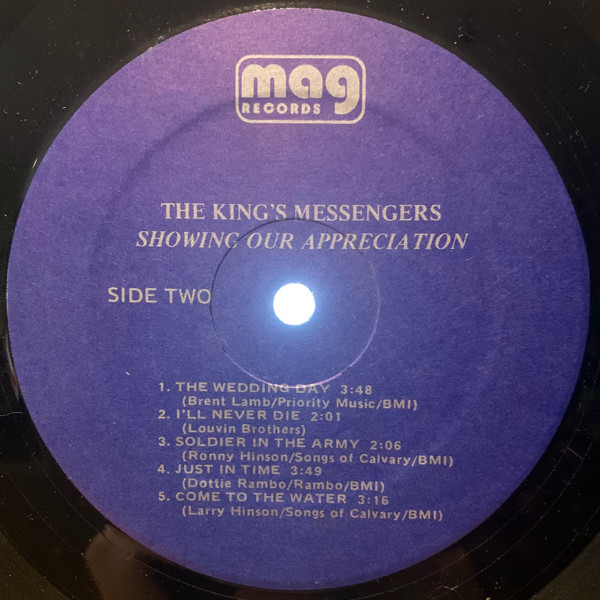 mag
RECORDS
THE KING'S MESSENGERS
SHOWING OUR APPRECIATION
SIDE TWO
1. THE WEDDING DAY 3:48
(Brent Lamb/Priority Music/BMI)
2. I'LL NEVER DIE 2:01
(Louvin Brothers)
3. SOLDIER IN THE ARMY 2:06
(Ronny Hinson/Songs of Calvary/BMI)
4. JUST IN TIME 3:49
(Dottie Rambo/Rambo/BMI)
5. COME TO THE WATER 3:16
(Larry Hinson/Songs of Calvary/BMI)